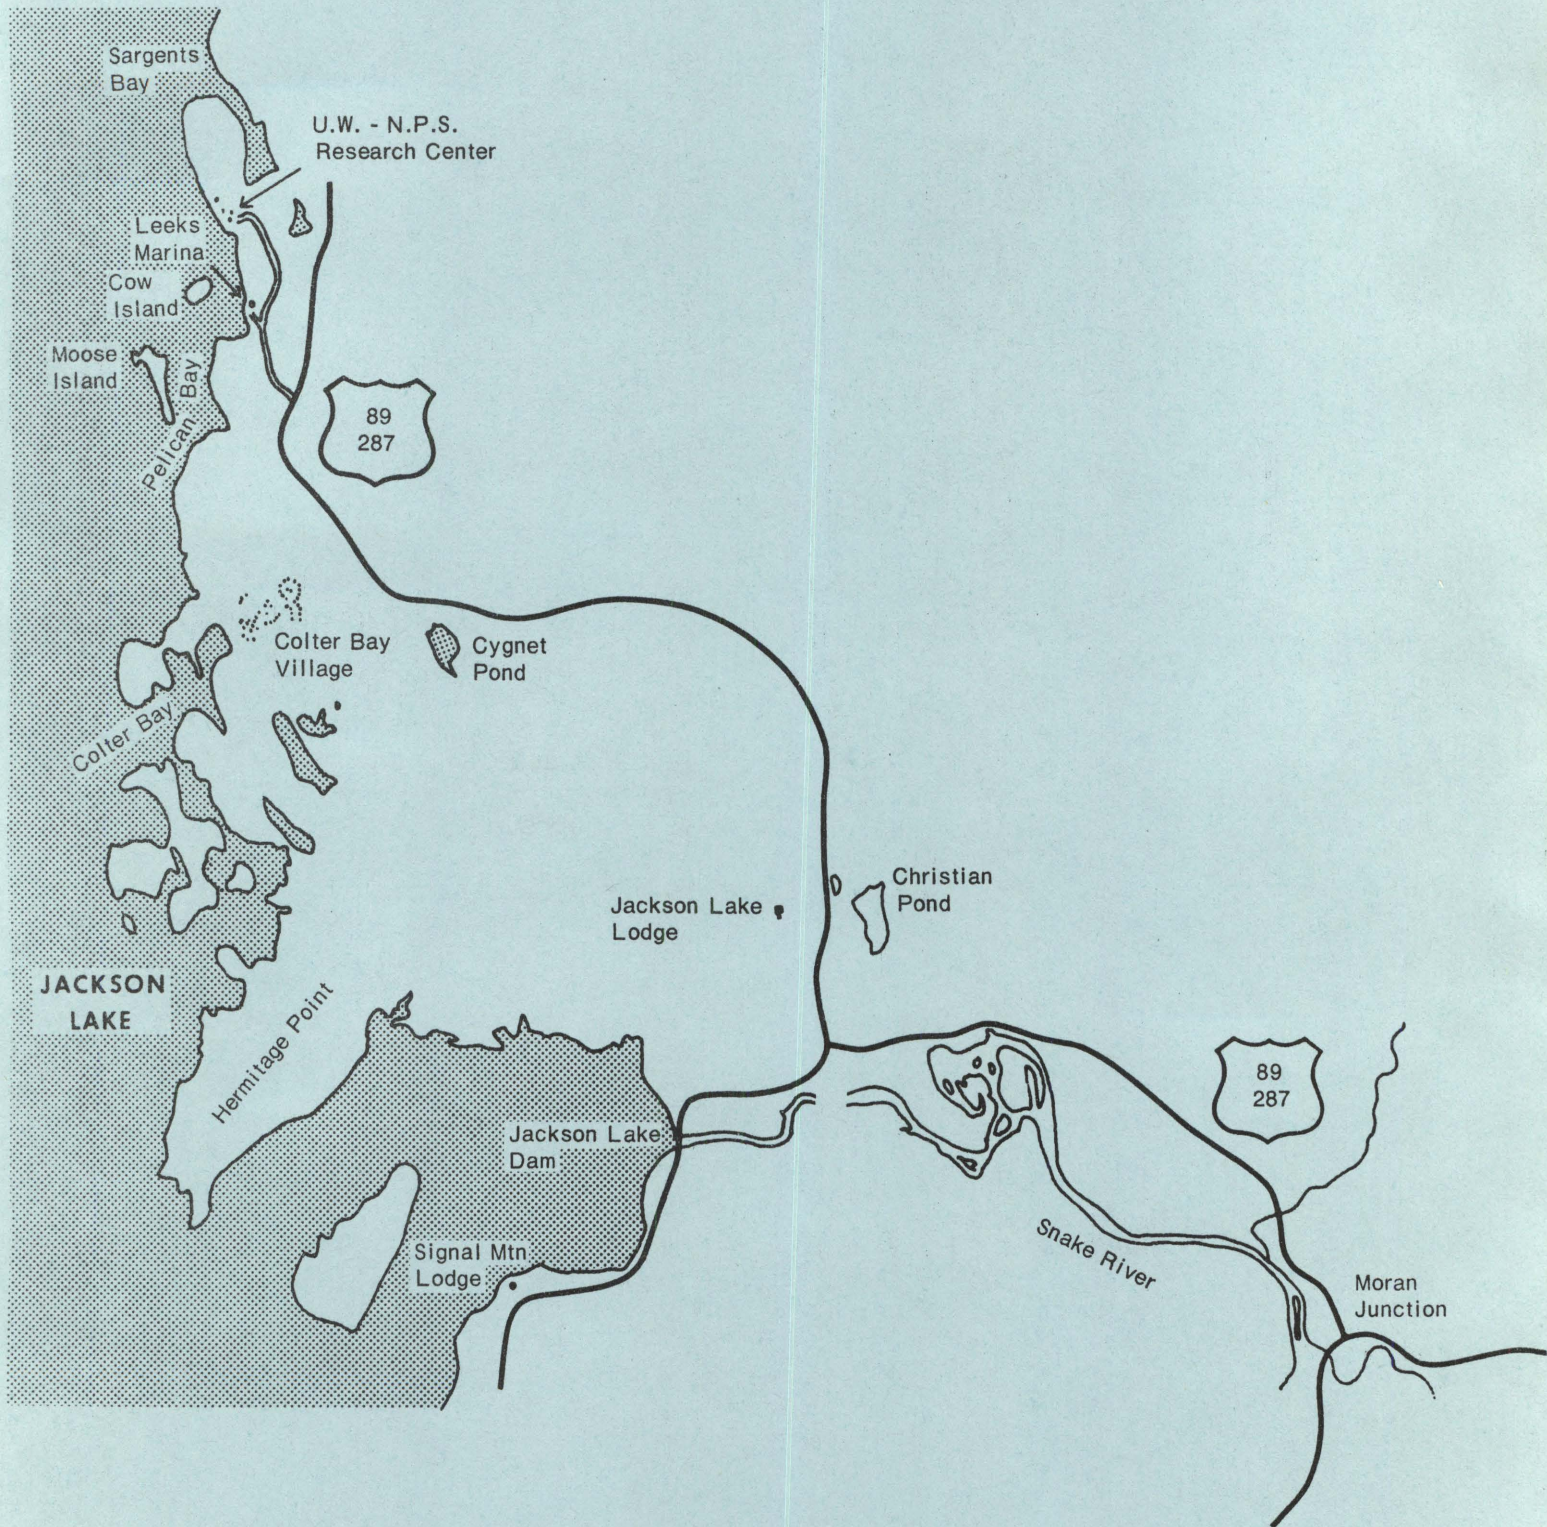 Sargents
Bay
U.W. - N.P.S.
Research Center
Leeks
Marina
Cow
Island
Moose
Island
Pelican Bay
89
287
Colter Bay
Village
Cygnet
Pond
Colter Bay
Christian
Pond
Jackson Lake
Lodge
JACKSON
LAKE
Hermitage Point
89
287
Jackson Lake
Dam
Signal Mtn
Lodge
Snake River
Moran
Junction